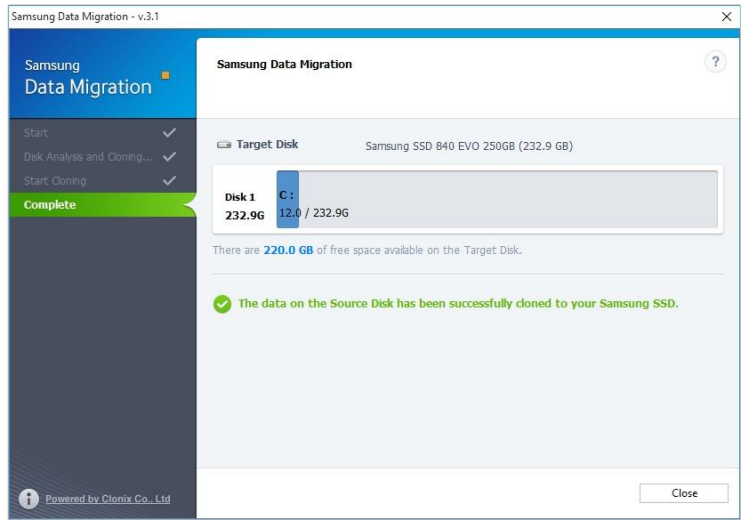 Samsung Data Migration - v.3.1
Samsung
Data Migration
Start
Disk Analysis and Cloning...
Start Cloning
Complete
Powered by Clonix Co., Ltd
Samsung Data Migration
?
Target Disk Samsung SSD 840 EVO 250GB (232.9 GB)
Disk 1 C :
232.9G 12.0 / 232.9G
There are 220.0 GB of free space available on the Target Disk.
The data on the Source Disk has been successfully cloned to your Samsung SSD.
Close